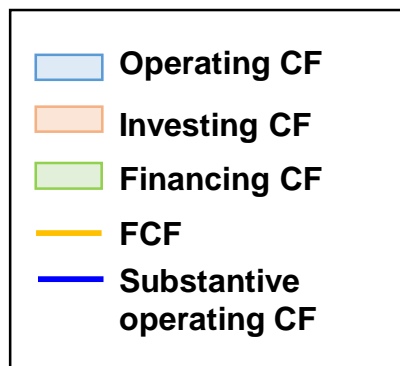 Operating CF
Investing CF
Financing CF
FCF
Substantive
operating CF